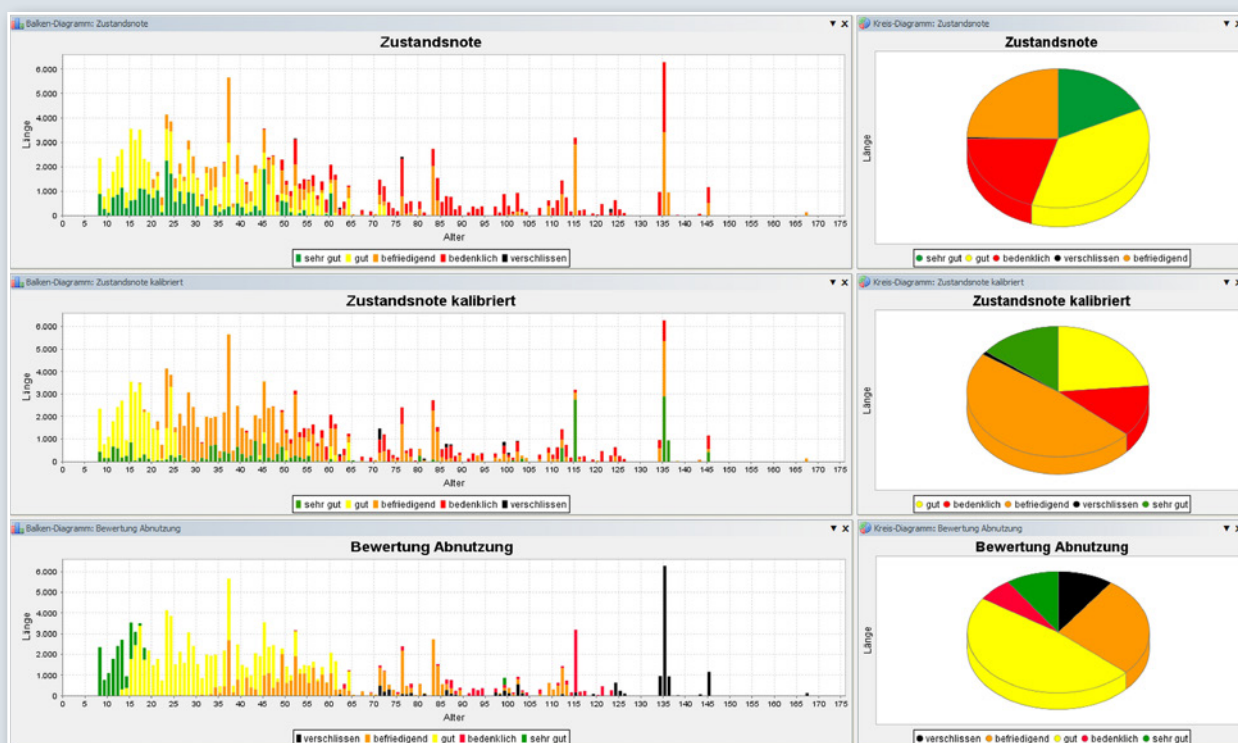 Balken-Diagramm: Zustandsnote
Zustandsnote
6.000
5.000
4.000
3.000
2.000
1.000
0
Länge
0 5 10 15 20 25 30 35 40 45 50 55 60 65 70 75 80 85 90 95 100 105 110 115 120 125 130 135 140 145 150 155 160 165 170 175
Alter
sehr gut gut befriedigend bedenklich verschlissen
Kreis-Diagramm: Zustandsnote
Zustandsnote
Länge
sehr gut gut bedenklich verschlissen befriedigend
Balken-Diagramm: Zustandsnote kalibriert
Zustandsnote kalibriert
6.000
5.000
4.000
3.000
2.000
1.000
0
Länge
0 5 10 15 20 25 30 35 40 45 50 55 60 65 70 75 80 85 90 95 100 105 110 115 120 125 130 135 140 145 150 155 160 165 170 175
Alter
sehr gut gut befriedigend bedenklich verschlissen
Kreis-Diagramm: Zustandsnote kalibriert
Zustandsnote kalibriert
Länge
gut bedenklich befriedigend verschlissen sehr gut
Balken-Diagramm: Bewertung Abnutzung
Bewertung Abnutzung
6.000
5.000
4.000
3.000
2.000
1.000
0
Länge
0 5 10 15 20 25 30 35 40 45 50 55 60 65 70 75 80 85 90 95 100 105 110 115 120 125 130 135 140 145 150 155 160 165 170 175
Alter
verschlissen befriedigend gut bedenklich sehr gut
Kreis-Diagramm: Bewertung Abnutzung
Bewertung Abnutzung
Länge
verschlissen befriedigend gut bedenklich sehr gut